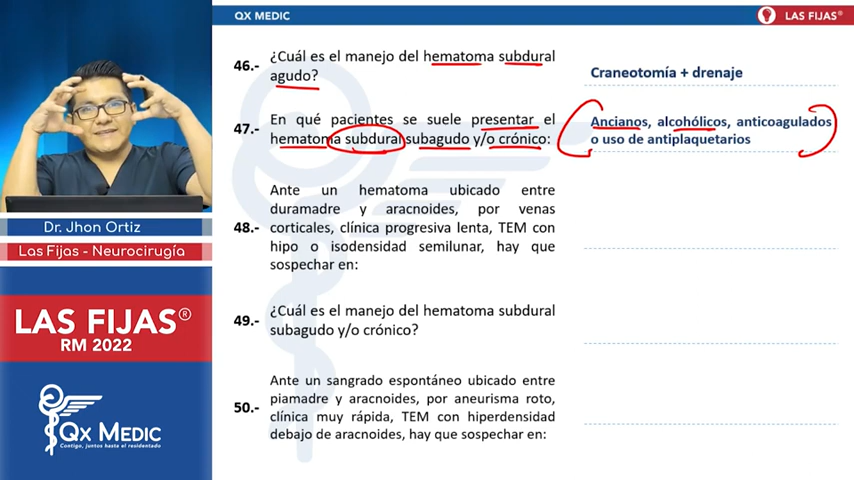 QX MEDIC
LAS FIJAS®
46.- ¿Cuál es el manejo del hematoma subdural
agudo?
Craneotomía + drenaje
47.- En qué pacientes se suele presentar el
hematoma subdural subagudo y/o crónico:
Ancianos, alcohólicos, anticoagulados
o uso de antiplaquetarios
48.- Ante un hematoma ubicado entre
duramadre y aracnoides, por venas
corticales, clínica progresiva lenta, TEM con
hipo o isodensidad semilunar, hay que
sospechar en:
49.- ¿Cuál es el manejo del hematoma subdural
subagudo y/o crónico?
50.- Ante un sangrado espontáneo ubicado entre
piamadre y aracnoides, por aneurisma roto,
clínica muy rápida, TEM con hiperdensidad
debajo de aracnoides, hay que sospechar en:
Dr. Jhon Ortiz
Las Fijas - Neurocirugía
LAS FIJAS®
RM 2022
QX MEDIC
Contigo, juntos hasta el residentado